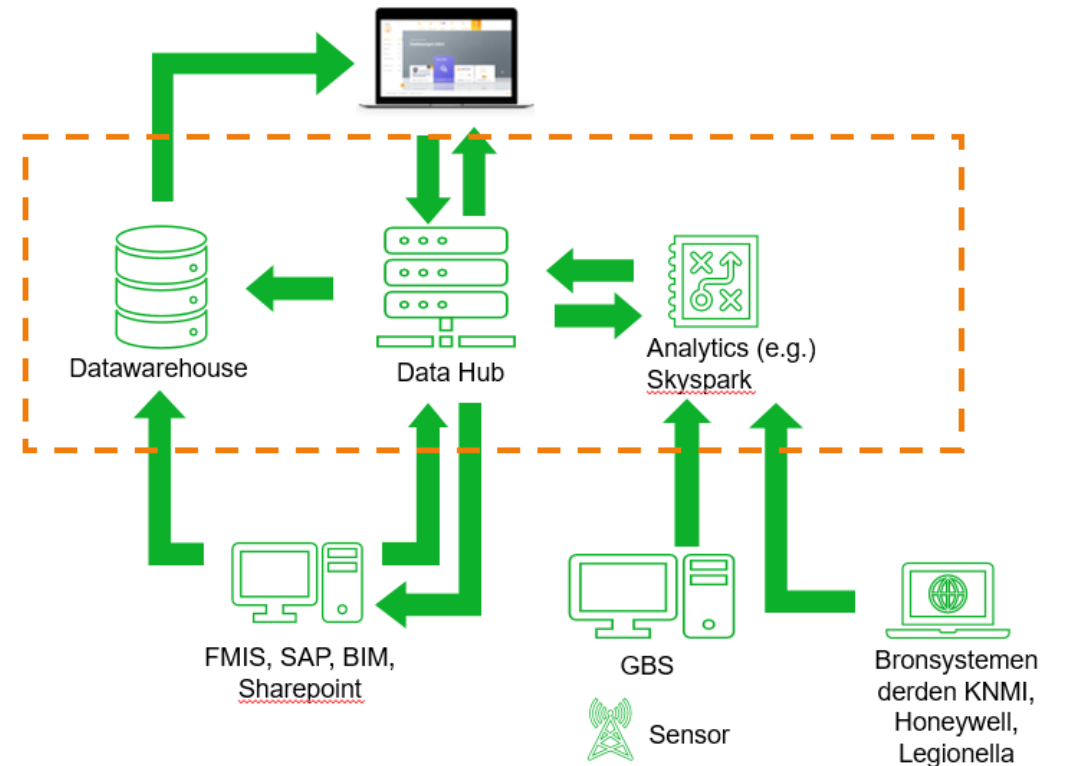 Datawarehouse
Data Hub
Analytics (e.g.)
Skyspark
FMIS, SAP, BIM,
Sharepoint
GBS
Sensor
Bronsystemen
derden KNMI,
Honeywell,
Legionella